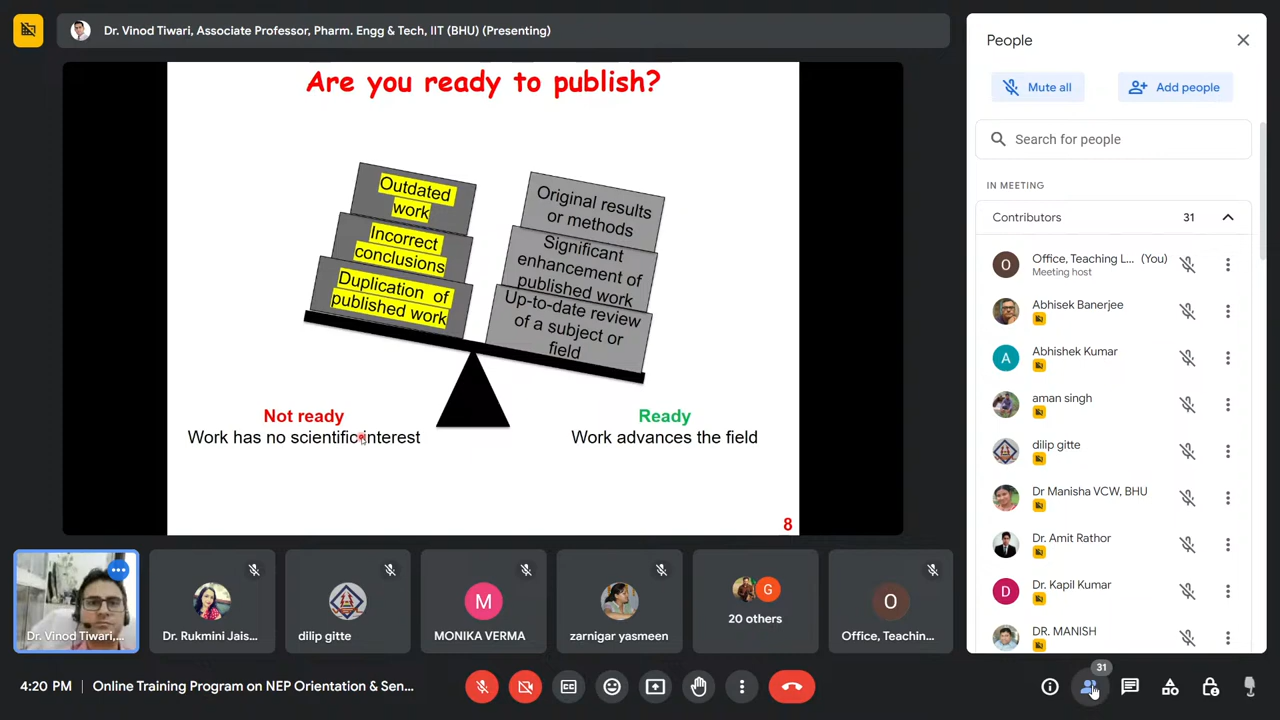 Dr. Vinod Tiwari, Associate Professor, Pharm. Engg & Tech, IIT (BHU) (Presenting)
Are you ready to publish?
Outdated
work
Incorrect
conclusions
Duplication of
published work
Original results
or methods
Significant
enhancement of
published work
Up-to-date review
of a subject or
field
Not ready
Work has no scientific interest
Ready
Work advances the field
8
Dr. Vinod Tiwari,...
Dr. Rukmini Jais...
dilip gitte
M
MONIKA VERMA
zarnigar yasmeen
G
20 others
O
Office, Teachin...
People
Mute all
Add people
Search for people
IN MEETING
Contributors 31
O
Office, Teaching L... (You)
Meeting host
Abhisek Banerjee
A
Abhishek Kumar
aman singh
dilip gitte
Dr Manisha VCW, BHU
Dr. Amit Rathor
D
Dr. Kapil Kumar
DR. MANISH
4:20 PM
Online Training Program on NEP Orientation & Sen...
31